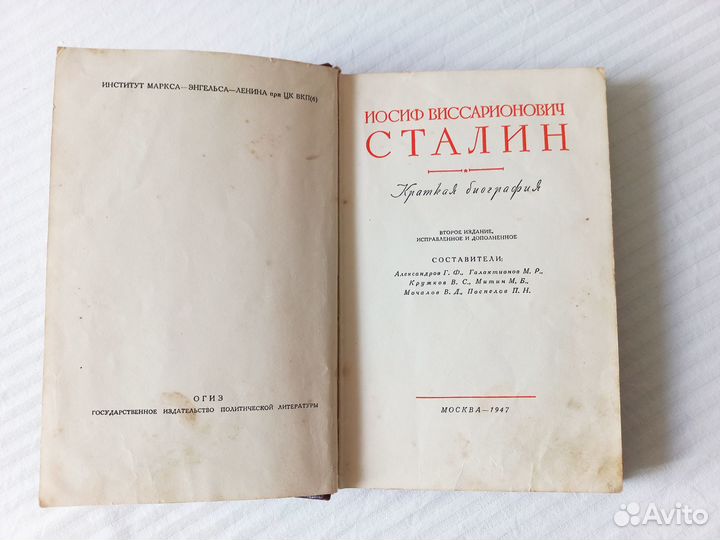 ИНСТИТУТ МАРКСА—ЭНГЕЛЬСА—ЛЕНИНА при ЦК ВКП(б)
ОГИЗ
ГОСУДАРСТВЕННОЕ ИЗДАТЕЛЬСТВО ПОЛИТИЧЕСКОЙ ЛИТЕРАТУРЫ
ИОСИФ ВИССАРИОНОВИЧ
СТАЛИН
Краткая биография
ВТОРОЕ ИЗДАНИЕ,
ИСПРАВЛЕННОЕ И ДОПОЛНЕННОЕ
СОСТАВИТЕЛИ:
Александров Г. Ф., Галактионов М. Р.,
Кружков В. С., Митин М. Б.,
Мочалов В. Д., Поспелов П. Н.
МОСКВА—1947
Avito